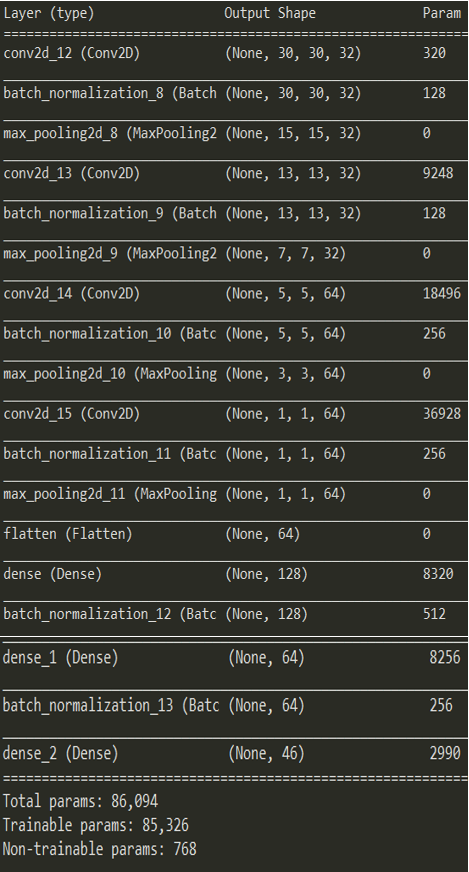 Layer (type) Output Shape Param
=================================================================
conv2d_12 (Conv2D) (None, 30, 30, 32) 320
batch_normalization_8 (Batch (None, 30, 30, 32) 128
max_pooling2d_8 (MaxPooling2 (None, 15, 15, 32) 0
conv2d_13 (Conv2D) (None, 13, 13, 32) 9248
batch_normalization_9 (Batch (None, 13, 13, 32) 128
max_pooling2d_9 (MaxPooling2 (None, 7, 7, 32) 0
conv2d_14 (Conv2D) (None, 5, 5, 64) 18496
batch_normalization_10 (Batc (None, 5, 5, 64) 256
max_pooling2d_10 (MaxPooling (None, 3, 3, 64) 0
conv2d_15 (Conv2D) (None, 1, 1, 64) 36928
batch_normalization_11 (Batc (None, 1, 1, 64) 256
max_pooling2d_11 (MaxPooling (None, 1, 1, 64) 0
flatten (Flatten) (None, 64) 0
dense (Dense) (None, 128) 8320
batch_normalization_12 (Batc (None, 128) 512
dense_1 (Dense) (None, 64) 8256
batch_normalization_13 (Batc (None, 64) 256
dense_2 (Dense) (None, 46) 2990
=================================================================
Total params: 86,094
Trainable params: 85,326
Non-trainable params: 768